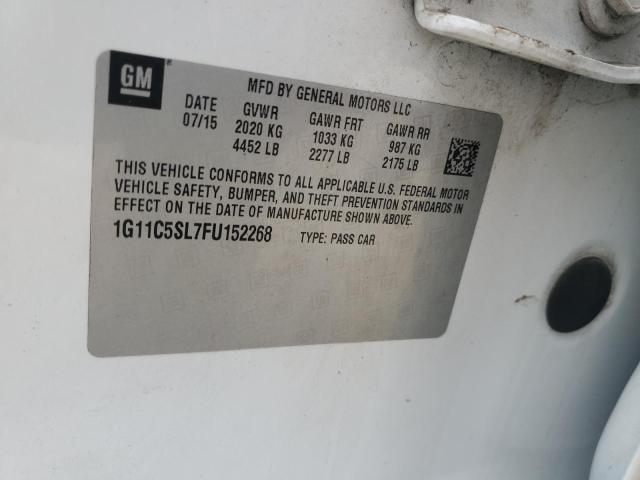 GM
MFD BY GENERAL MOTORS LLC
DATE GVWR GAWR FRT GAWR RR
07/15 2020 KG 1033 KG 987 KG
4452 LB 2277 LB 2175 LB
THIS VEHICLE CONFORMS TO ALL APPLICABLE U.S. FEDERAL MOTOR
VEHICLE SAFETY, BUMPER, AND THEFT PREVENTION STANDARDS IN
EFFECT ON THE DATE OF MANUFACTURE SHOWN ABOVE.
1G11C5SL7FU152268 TYPE: PASS CAR